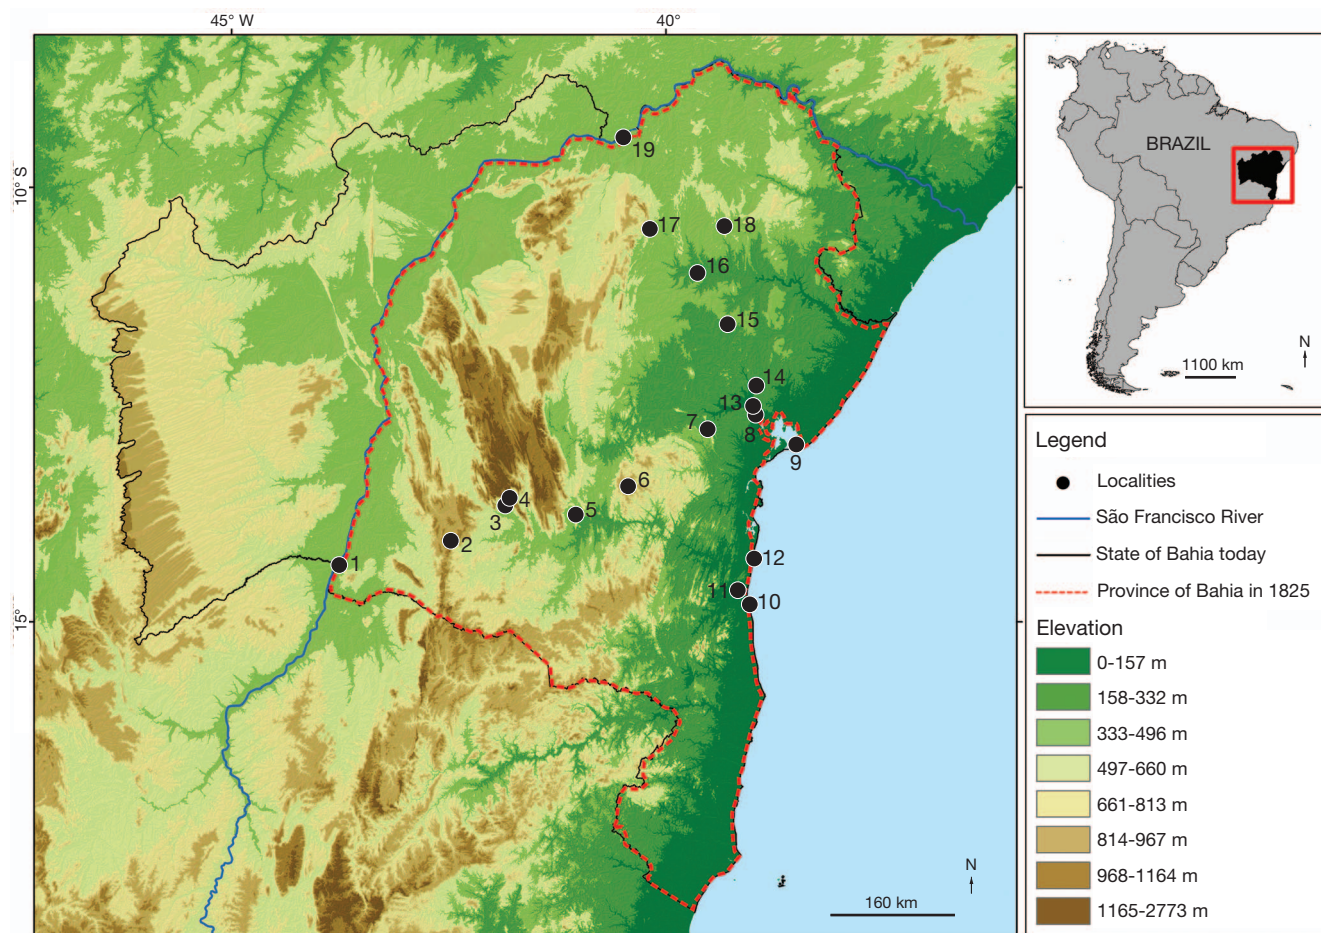 45° W
40°
10° S
15°
19
17
18
16
15
14
13
7
8
9
6
4
3
5
2
12
1
11
10
160 km
N
BRAZIL
N
1100 km
Legend
Localities
São Francisco River
State of Bahia today
Province of Bahia in 1825
Elevation
0-157 m
158-332 m
333-496 m
497-660 m
661-813 m
814-967 m
968-1164 m
1165-2773 m